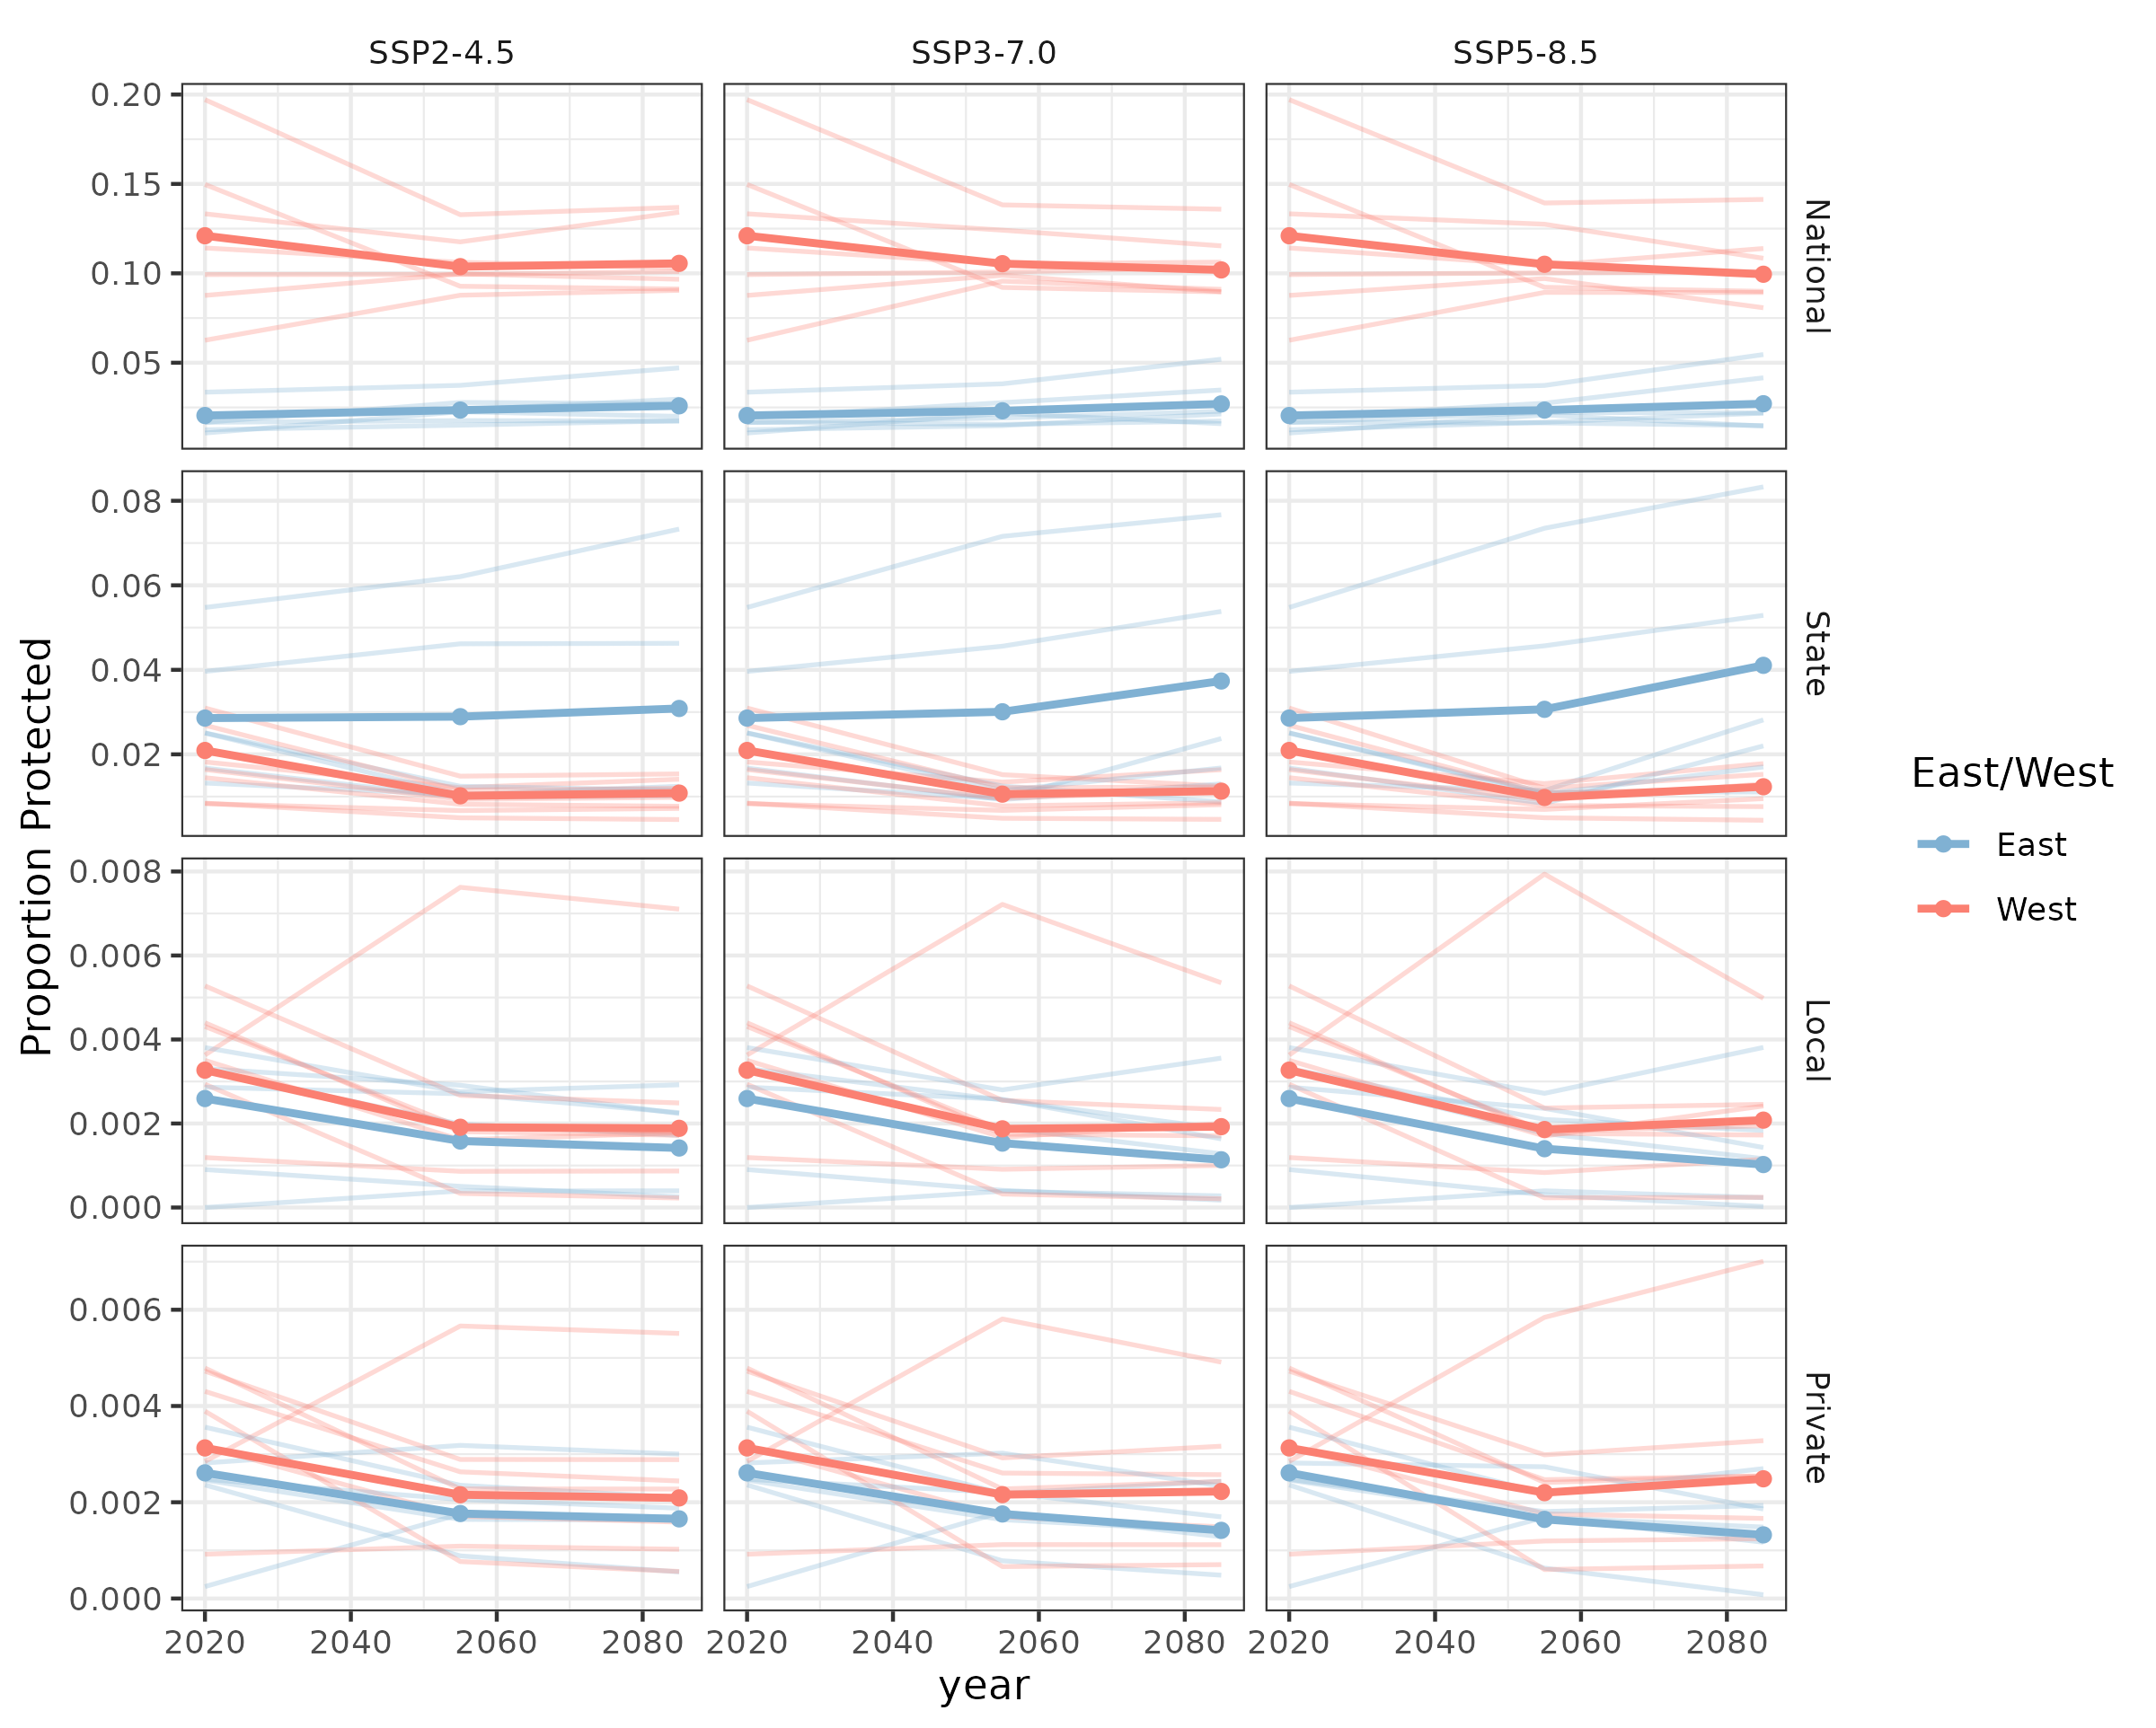 SSP2-4.5 SSP3-7.0 SSP5-8.5
0.20
0.15
0.10
0.05
National
0.08
0.06
0.04
0.02
State
0.008
0.006
0.004
0.002
0.000
Local
0.006
0.004
0.002
0.000
Private
2020 2040 2060 2080 2020 2040 2060 2080 2020 2040 2060 2080
year
Proportion Protected
East/West
East
West